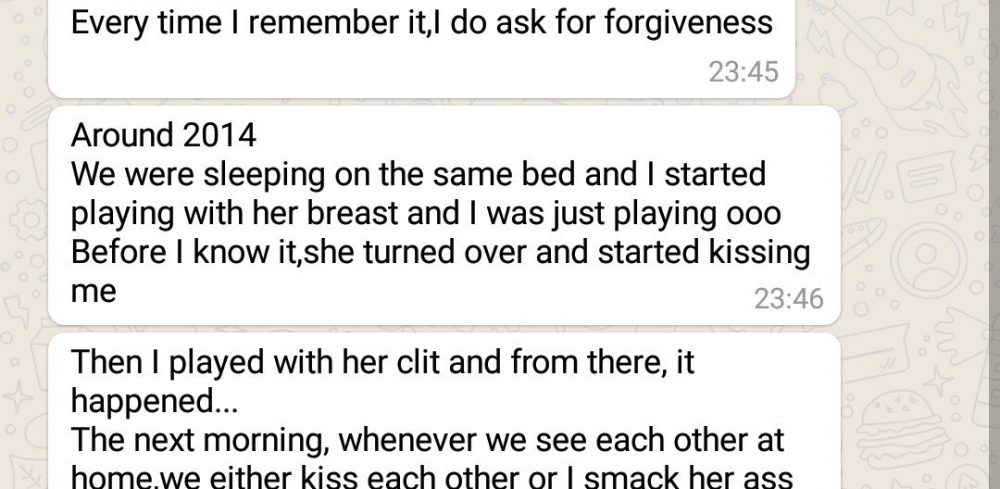 Every time I remember it,I do ask for forgiveness
23:45
Around 2014
We were sleeping on the same bed and I started
playing with her breast and I was just playing ooo
Before I know it,she turned over and started kissing
me
23:46
Then I played with her clit and from there, it
happened...
The next morning, whenever we see each other at
home,we either kiss each other or I smack her ass